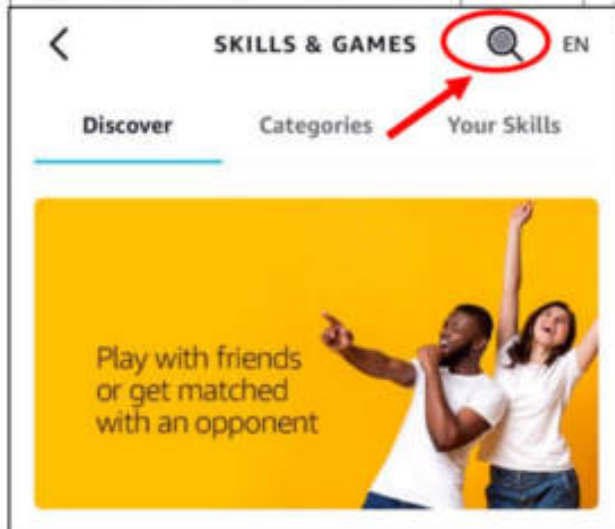 SKILLS & GAMES EN
Discover Categories Your Skills
Play with friends
or get matched
with an opponent